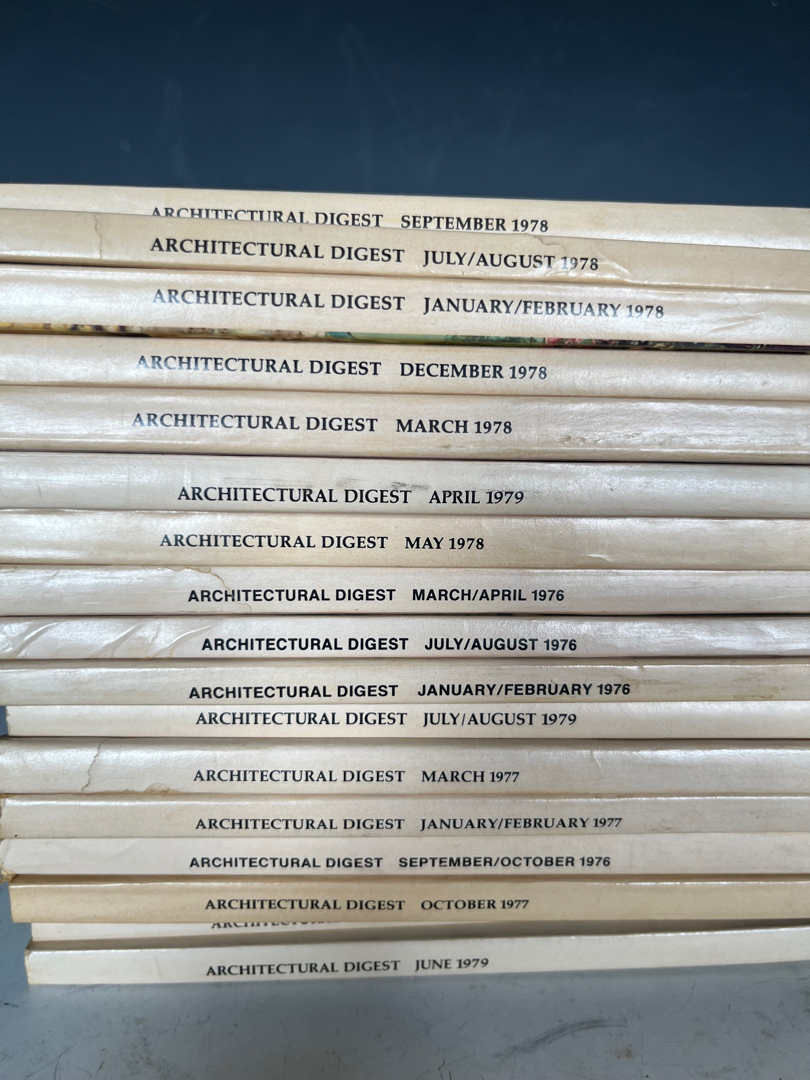 ARCHITECTURAL DIGEST SEPTEMBER 1978
ARCHITECTURAL DIGEST JULY/AUGUST 1978
ARCHITECTURAL DIGEST JANUARY/FEBRUARY 1978
ARCHITECTURAL DIGEST DECEMBER 1978
ARCHITECTURAL DIGEST MARCH 1978
ARCHITECTURAL DIGEST APRIL 1979
ARCHITECTURAL DIGEST MAY 1978
ARCHITECTURAL DIGEST MARCH/APRIL 1976
ARCHITECTURAL DIGEST JULY/AUGUST 1976
ARCHITECTURAL DIGEST JANUARY/FEBRUARY 1976
ARCHITECTURAL DIGEST JULY/AUGUST 1979
ARCHITECTURAL DIGEST MARCH 1977
ARCHITECTURAL DIGEST JANUARY/FEBRUARY 1977
ARCHITECTURAL DIGEST SEPTEMBER/OCTOBER 1976
ARCHITECTURAL DIGEST OCTOBER 1977
ARCHITECTURAL DIGEST JUNE 1979